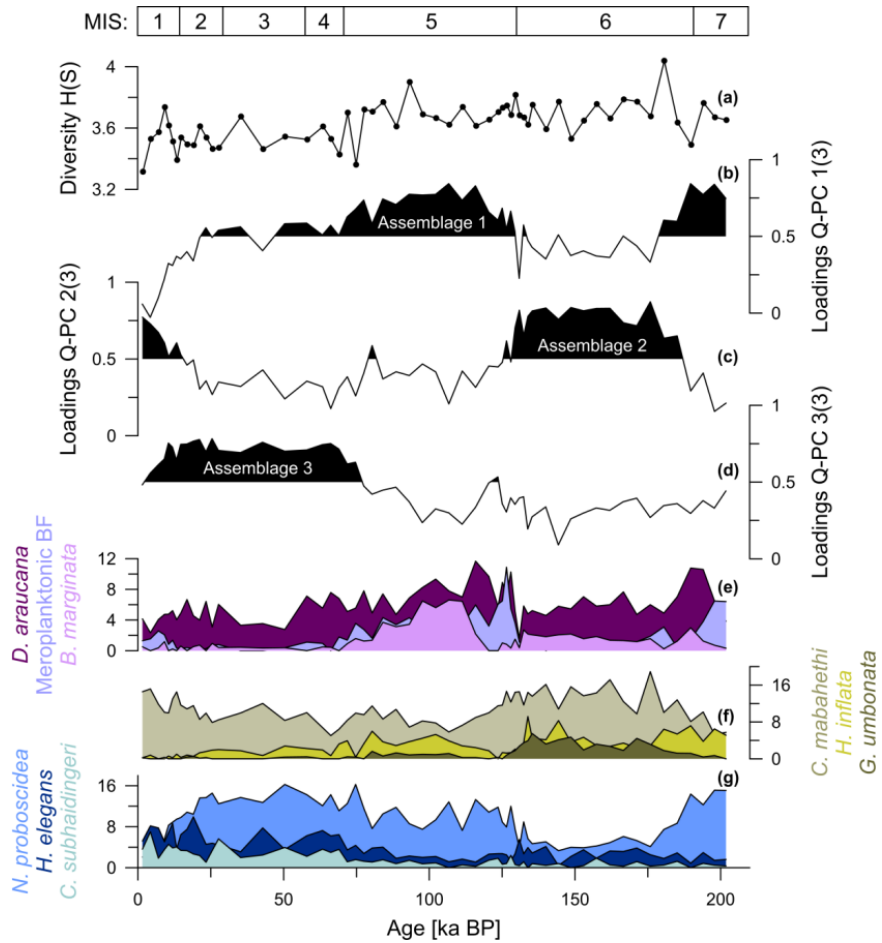 MIS: 1 2 3 4 5 6 7
(a)
Diversity H(S)
4
3.6
3.2
(b)
Assemblage 1
Loadings Q-PC 1(3)
1
0.5
0
(c)
Assemblage 2
Loadings Q-PC 2(3)
1
0.5
0
(d)
Assemblage 3
Loadings Q-PC 3(3)
1
0.5
0
(e)
D. araucana
Meroplanktonic BF
B. marginata
12
8
4
0
(f)
C. mabahethi
H. inflata
G. umbonata
16
8
0
(g)
N. proboscidea
H. elegans
C. subhaidingeri
16
8
0
0 50 100 150 200
Age [ka BP]